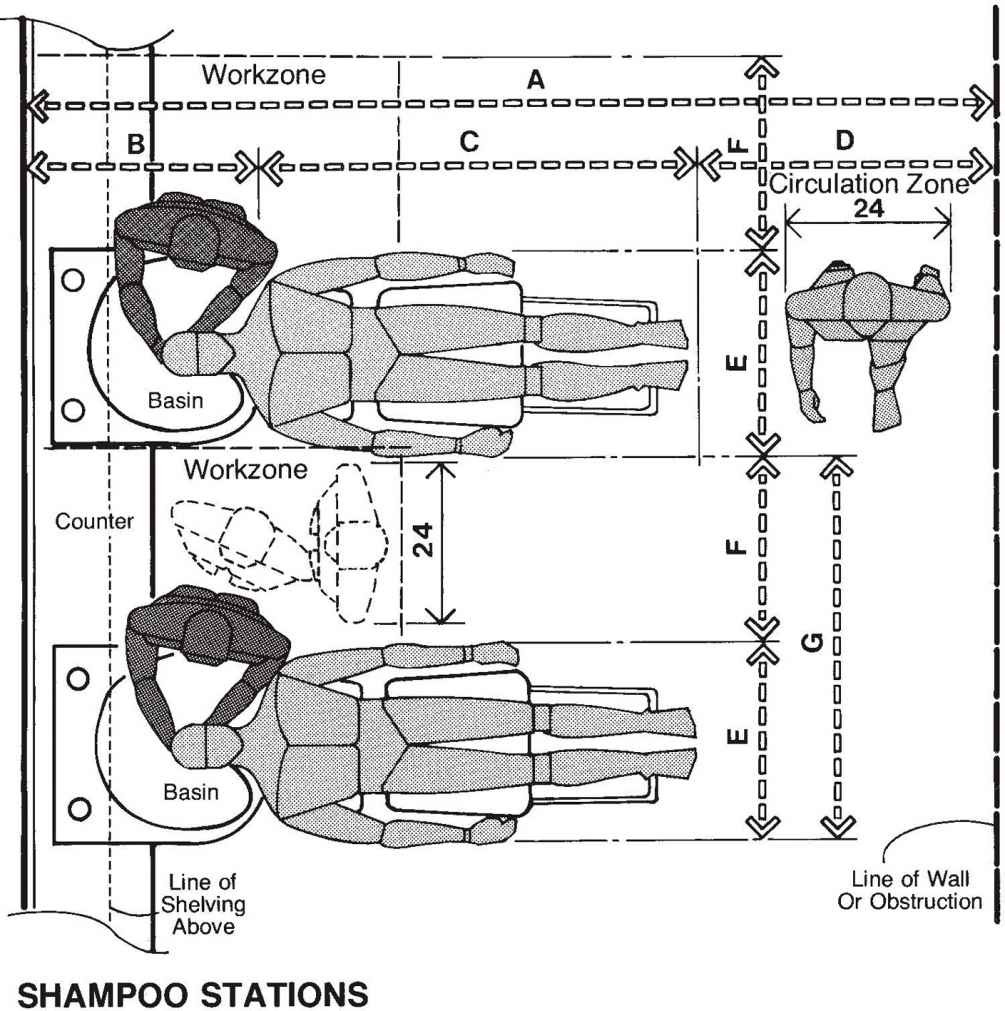 Workzone
A
B
C
F
D
Circulation Zone
24
E
Basin
Workzone
Counter
24
F
G
E
Basin
Line of
Shelving
Above
Line of Wall
Or Obstruction
SHAMPOO STATIONS